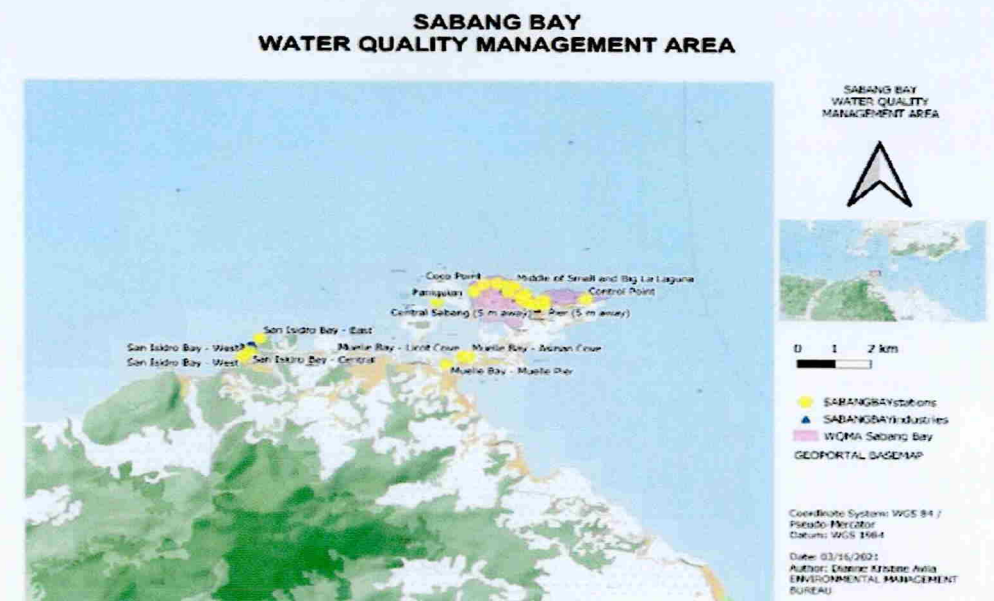 SABANG BAY
WATER QUALITY MANAGEMENT AREA
SABANG BAY
WATER QUALITY
MANAGEMENT AREA
Coco Point
Middle of Small and Big La Laguna
Control Point
Central Sabang (5 m away)
Pier (5 m away)
San Isidro Bay - East
San Isidro Bay - West
Muelle Bay - Cove
Muelle Bay - Cove
San Isidro Bay - West
San Isidro Bay - Central
Muelle Bay - Muelle Pier
0 1 2 km
SABANGBAYstations
SABANGBAYindustries
WQMA Sabang Bay
GEOPORTAL BASEMAP
Coordinate System: WGS 84 /
Pseudo-Mercator
Datum: WGS 1984
Date: 03/16/2021
Author: Dianne Kristine Avila
ENVIRONMENTAL MANAGEMENT
BUREAU